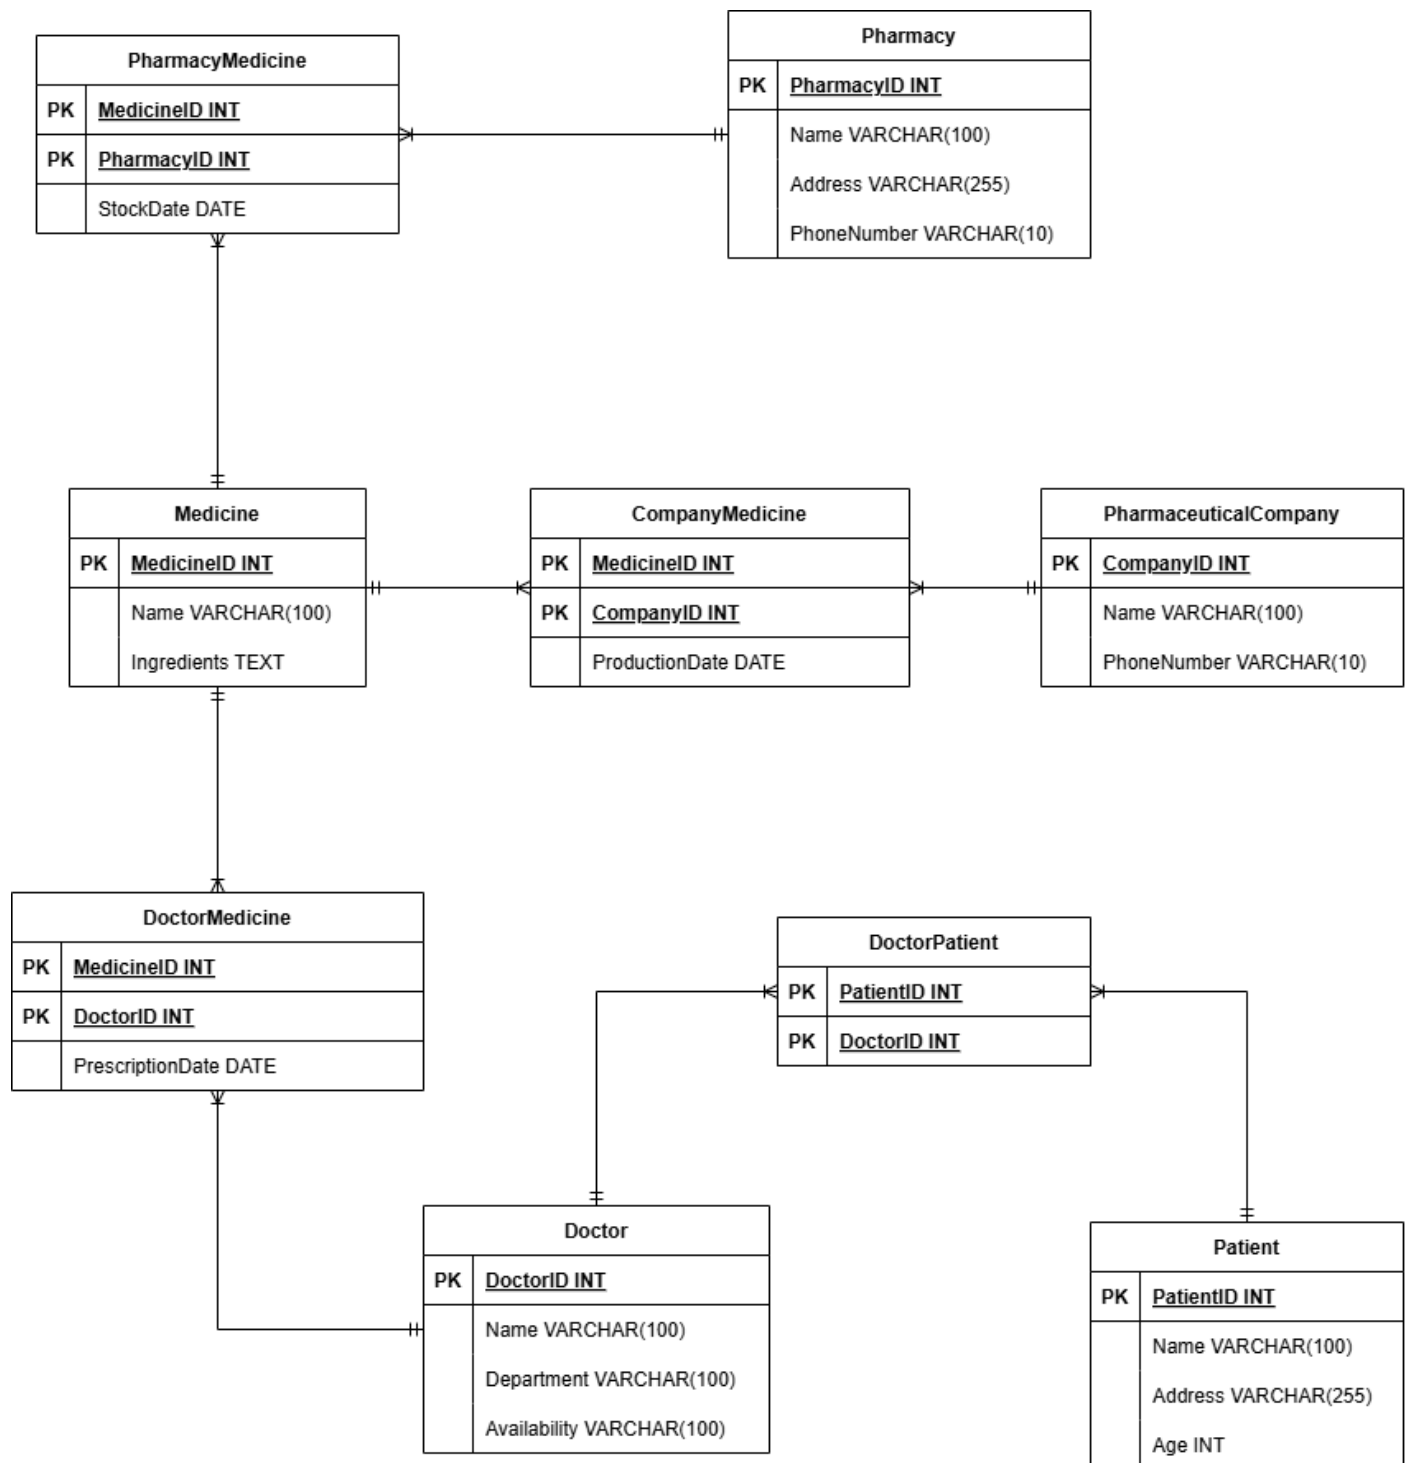 PharmacyMedicine
PK MedicineID INT
PK PharmacyID INT
StockDate DATE
Pharmacy
PK PharmacyID INT
Name VARCHAR(100)
Address VARCHAR(255)
PhoneNumber VARCHAR(10)
Medicine
PK MedicineID INT
Name VARCHAR(100)
Ingredients TEXT
CompanyMedicine
PK MedicineID INT
PK CompanyID INT
ProductionDate DATE
PharmaceuticalCompany
PK CompanyID INT
Name VARCHAR(100)
PhoneNumber VARCHAR(10)
DoctorMedicine
PK MedicineID INT
PK DoctorID INT
PrescriptionDate DATE
DoctorPatient
PK PatientID INT
PK DoctorID INT
Doctor
PK DoctorID INT
Name VARCHAR(100)
Department VARCHAR(100)
Availability VARCHAR(100)
Patient
PK PatientID INT
Name VARCHAR(100)
Address VARCHAR(255)
Age INT